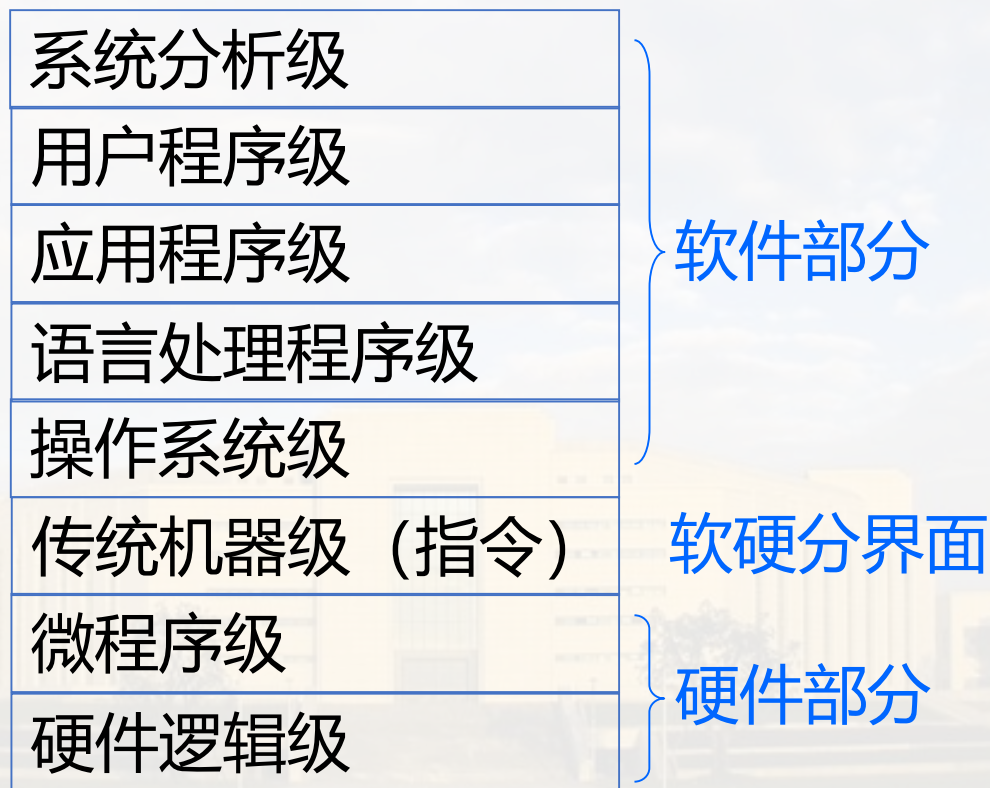 系统分析级
用户程序级
应用程序级
软件部分
语言处理程序级
操作系统级
传统机器级（指令）
软硬分界面
微程序级
硬件部分
硬件逻辑级